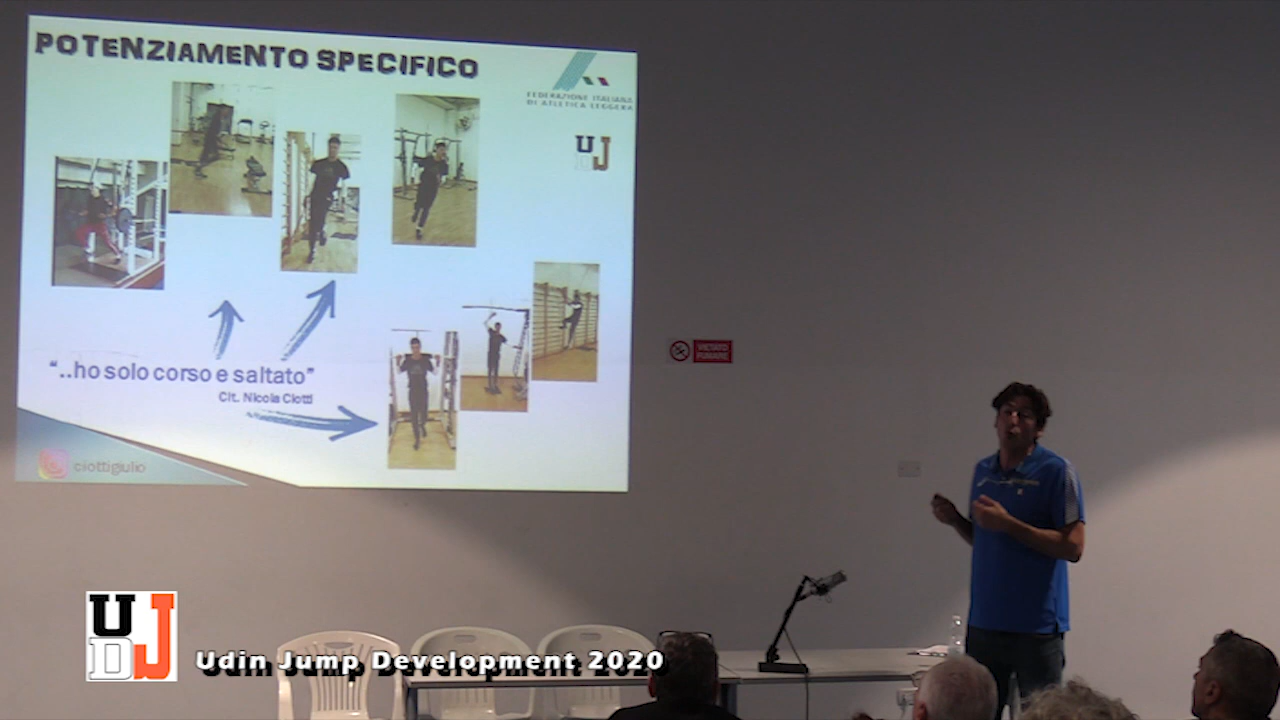 POTENZIAMENTO SPECIFICO
FEDERAZIONE ITALIANA
DI ATLETICA LEGGERA
UDJ
"..ho solo corso e saltato"
Cit. Nicola Ciotti
ciottigiulio
VIETATO
FUMARE
UDJ
Udin Jump Development 2020